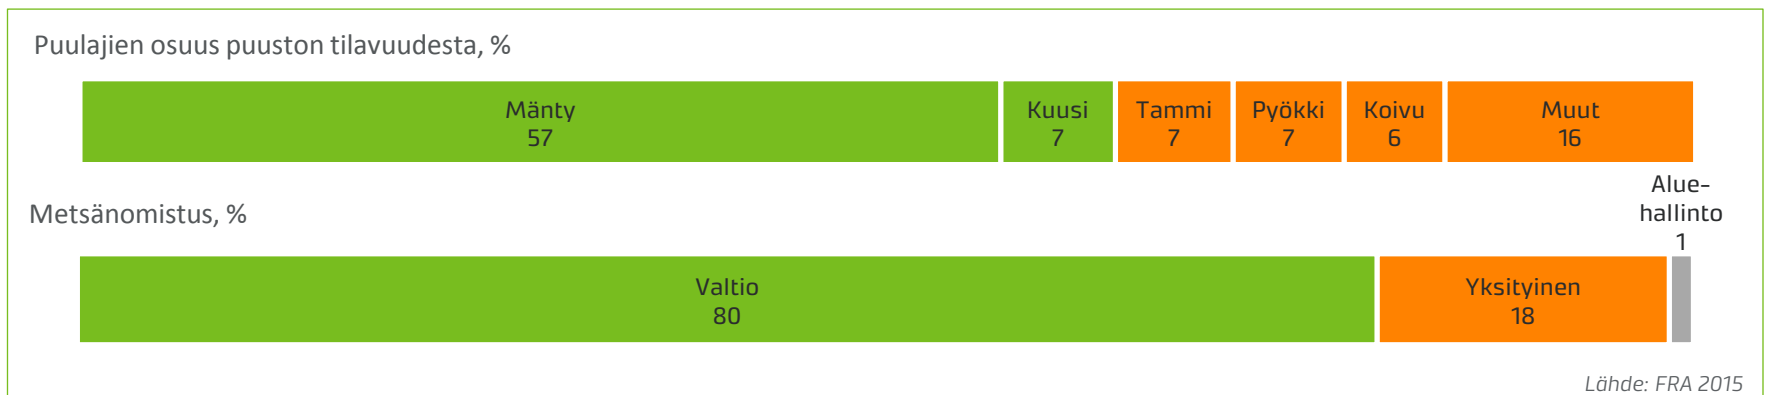 Puulajien osuus puuston tilavuudesta, %
Mänty
57
Kuusi
7
Tammi
7
Pyökki
7
Koivu
6
Muut
16
Metsänomistus, %
Alue-
hallinto
1
Valtio
80
Yksityinen
18
Lähde: FRA 2015